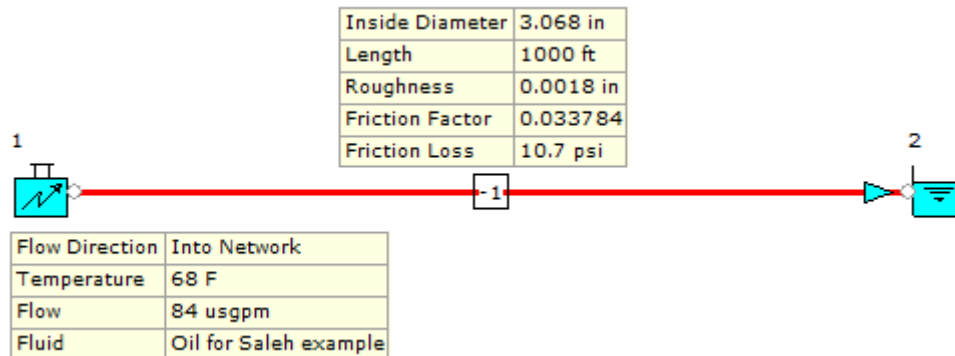 Inside Diameter 3.068 in
Length 1000 ft
Roughness 0.0018 in
Friction Factor 0.033784
Friction Loss 10.7 psi
1
2
-1
Flow Direction Into Network
Temperature 68 F
Flow 84 usgpm
Fluid Oil for Saleh example